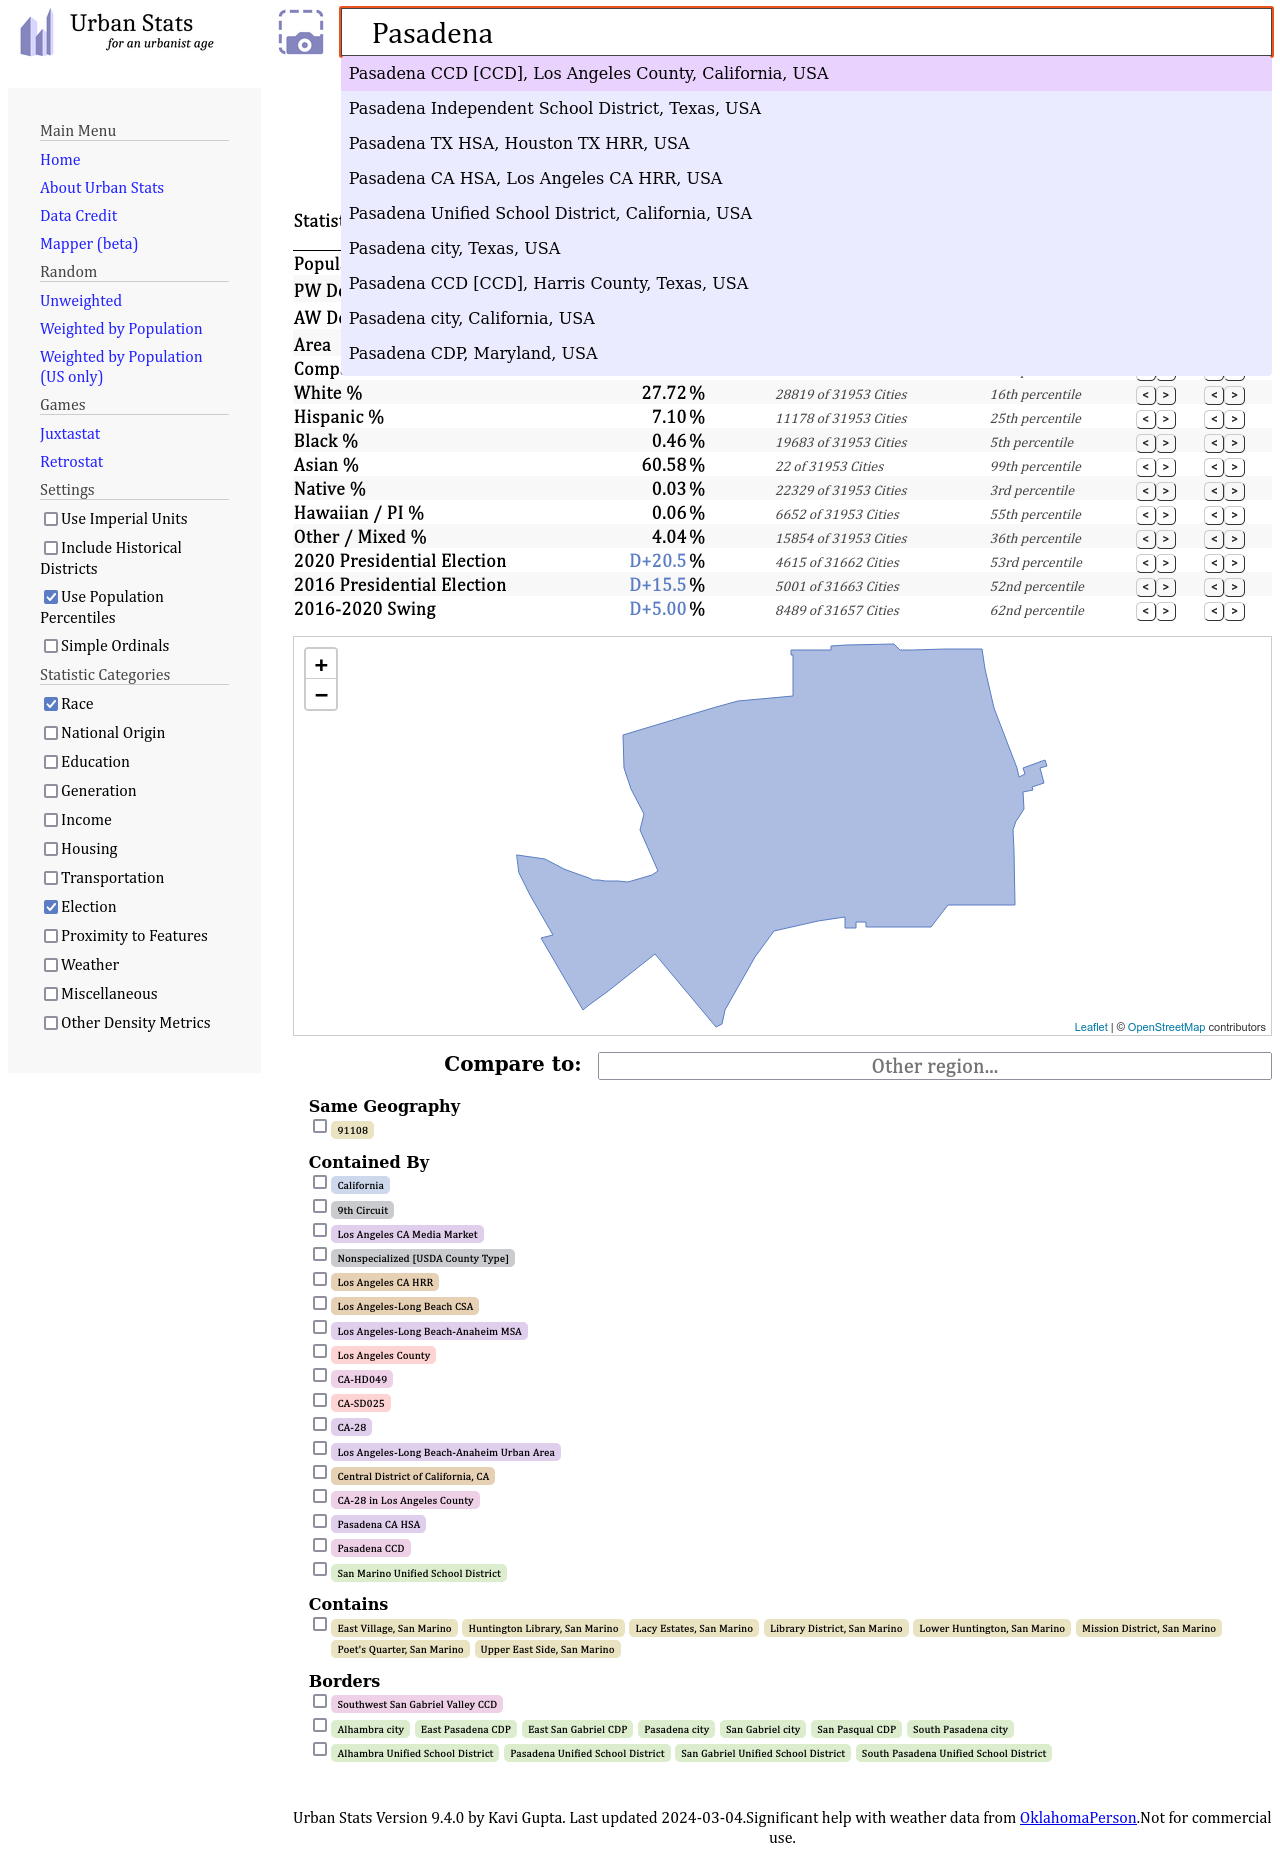 Urban Stats
for an urbanist age
Pasadena
Pasadena CCD [CCD], Los Angeles County, California, USA
Pasadena Independent School District, Texas, USA
Pasadena TX HSA, Houston TX HRR, USA
Pasadena CA HSA, Los Angeles CA HRR, USA
Pasadena Unified School District, California, USA
Pasadena city, Texas, USA
Pasadena CCD [CCD], Harris County, Texas, USA
Pasadena city, California, USA
Pasadena CDP, Maryland, USA
Main Menu
Home
About Urban Stats
Data Credit
Mapper (beta)
Random
Unweighted
Weighted by Population
Weighted by Population
(US only)
Games
Juxtastat
Retrostat
Settings
Use Imperial Units
Include Historical
Districts
Use Population
Percentiles
Simple Ordinals
Statistic Categories
Race
National Origin
Education
Generation
Income
Housing
Transportation
Election
Proximity to Features
Weather
Miscellaneous
Other Density Metrics
Area
White % 27.72% 28819 of 31953 Cities 16th percentile < > < >
Hispanic % 7.10% 11178 of 31953 Cities 25th percentile < > < >
Black % 0.46% 19683 of 31953 Cities 5th percentile < > < >
Asian % 60.58% 22 of 31953 Cities 99th percentile < > < >
Native % 0.03% 22329 of 31953 Cities 3rd percentile < > < >
Hawaiian / PI % 0.06% 6652 of 31953 Cities 55th percentile < > < >
Other / Mixed % 4.04% 15854 of 31953 Cities 36th percentile < > < >
2020 Presidential Election D+20.5% 4615 of 31662 Cities 53rd percentile < > < >
2016 Presidential Election D+15.5% 5001 of 31663 Cities 52nd percentile < > < >
2016-2020 Swing D+5.00% 8489 of 31657 Cities 62nd percentile < > < >
+
−
Leaflet | © OpenStreetMap contributors
Compare to: Other region...
Same Geography
91108
Contained By
California
9th Circuit
Los Angeles CA Media Market
Nonspecialized [USDA County Type]
Los Angeles CA HRR
Los Angeles-Long Beach CSA
Los Angeles-Long Beach-Anaheim MSA
Los Angeles County
CA-HD049
CA-SD025
CA-28
Los Angeles-Long Beach-Anaheim Urban Area
Central District of California, CA
CA-28 in Los Angeles County
Pasadena CA HSA
Pasadena CCD
San Marino Unified School District
Contains
East Village, San Marino Huntington Library, San Marino Lacy Estates, San Marino Library District, San Marino Lower Huntington, San Marino Mission District, San Marino
Poet's Quarter, San Marino Upper East Side, San Marino
Borders
Southwest San Gabriel Valley CCD
Alhambra city East Pasadena CDP East San Gabriel CDP Pasadena city San Gabriel city San Pasqual CDP South Pasadena city
Alhambra Unified School District Pasadena Unified School District San Gabriel Unified School District South Pasadena Unified School District
Urban Stats Version 9.4.0 by Kavi Gupta. Last updated 2024-03-04.Significant help with weather data from OklahomaPerson.Not for commercial
use.